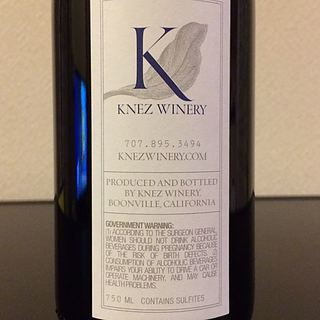 K
KNEZ WINERY
707.895.3494
KNEZWINERY.COM
PRODUCED AND BOTTLED
BY KNEZ WINERY,
BOONVILLE, CALIFORNIA
GOVERNMENT WARNING:
1) ACCORDING TO THE SURGEON GENERAL,
WOMEN SHOULD NOT DRINK ALCOHOLIC
BEVERAGES DURING PREGNANCY BECAUSE
OF THE RISK OF BIRTH DEFECTS. 2)
CONSUMPTION OF ALCOHOLIC BEVERAGES
IMPAIRS YOUR ABILITY TO DRIVE A CAR OR
OPERATE MACHINERY, AND MAY CAUSE
HEALTH PROBLEMS.
750 ML CONTAINS SULFITES